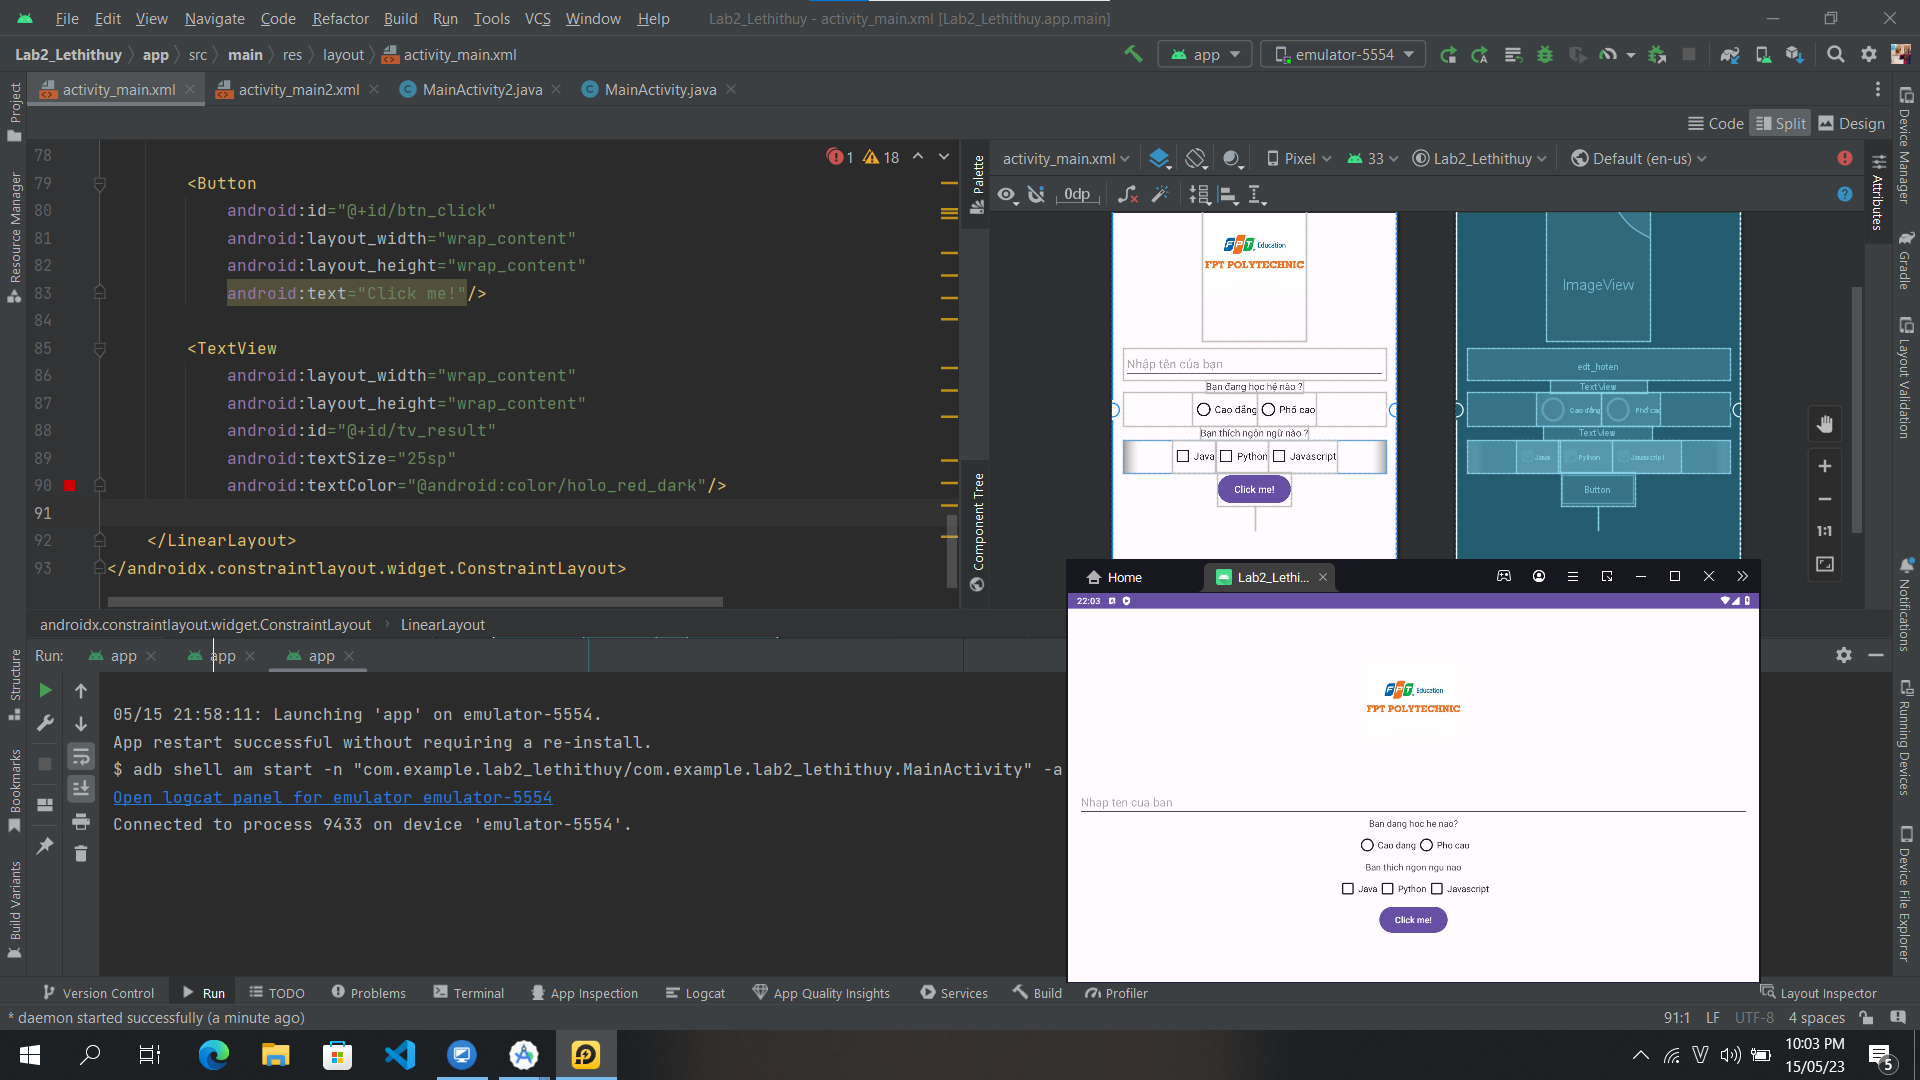 File Edit View Navigate Code Refactor Build Run Tools VCS Window Help Lab2_Lethithuy - activity_main.xml [Lab2_Lethithuy.app.main]
Lab2_Lethithuy app src main res layout activity_main.xml app emulator-5554
activity_main.xml activity_main2.xml MainActivity2.java MainActivity.java
Code Split Design
Project
Resource Manager
Structure
Bookmarks
Build Variants
78
79 <Button
80 android:id="@+id/btn_click"
81 android:layout_width="wrap_content"
82 android:layout_height="wrap_content"
83 android:text="Click me!"/>
84
85 <TextView
86 android:layout_width="wrap_content"
87 android:layout_height="wrap_content"
88 android:id="@+id/tv_result"
89 android:textSize="25sp"
90 android:textColor="@android:color/holo_red_dark"/>
91
92 </LinearLayout>
93 </androidx.constraintlayout.widget.ConstraintLayout>
1 18
androidx.constraintlayout.widget.ConstraintLayout LinearLayout
Palette
Component Tree
activity_main.xml Pixel 33 Lab2_Lethithuy Default (en-us)
0dp
FPT Education
FPT POLYTECHNIC
Nhập tên của bạn
Bạn đang học hệ nào ?
Cao đẳng Phổ cao
Bạn thích ngôn ngữ nào ?
Java Python Javascript
Click me!
ImageView
edt_hoten
TextView
Cao đẳng Phổ cao
TextView
Java Python Javascript
Button
1:1
Attributes
Device Manager
Gradle
Layout Validation
Notifications
Running Devices
Device File Explorer
Run: app app app
05/15 21:58:11: Launching 'app' on emulator-5554.
App restart successful without requiring a re-install.
$ adb shell am start -n "com.example.lab2_lethithuy/com.example.lab2_lethithuy.MainActivity" -a
Open logcat panel for emulator emulator-5554
Connected to process 9433 on device 'emulator-5554'.
Home Lab2_Lethi...
22:03
FPT Education
FPT POLYTECHNIC
Nhap ten cua ban
Ban dang hoc he nao?
Cao dang Pho cao
Ban thich ngon ngu nao
Java Python Javascript
Click me!
Version Control Run TODO Problems Terminal App Inspection Logcat App Quality Insights Services Build Profiler Layout Inspector
* daemon started successfully (a minute ago) 91:1 LF UTF-8 4 spaces
10:03 PM
15/05/23
5